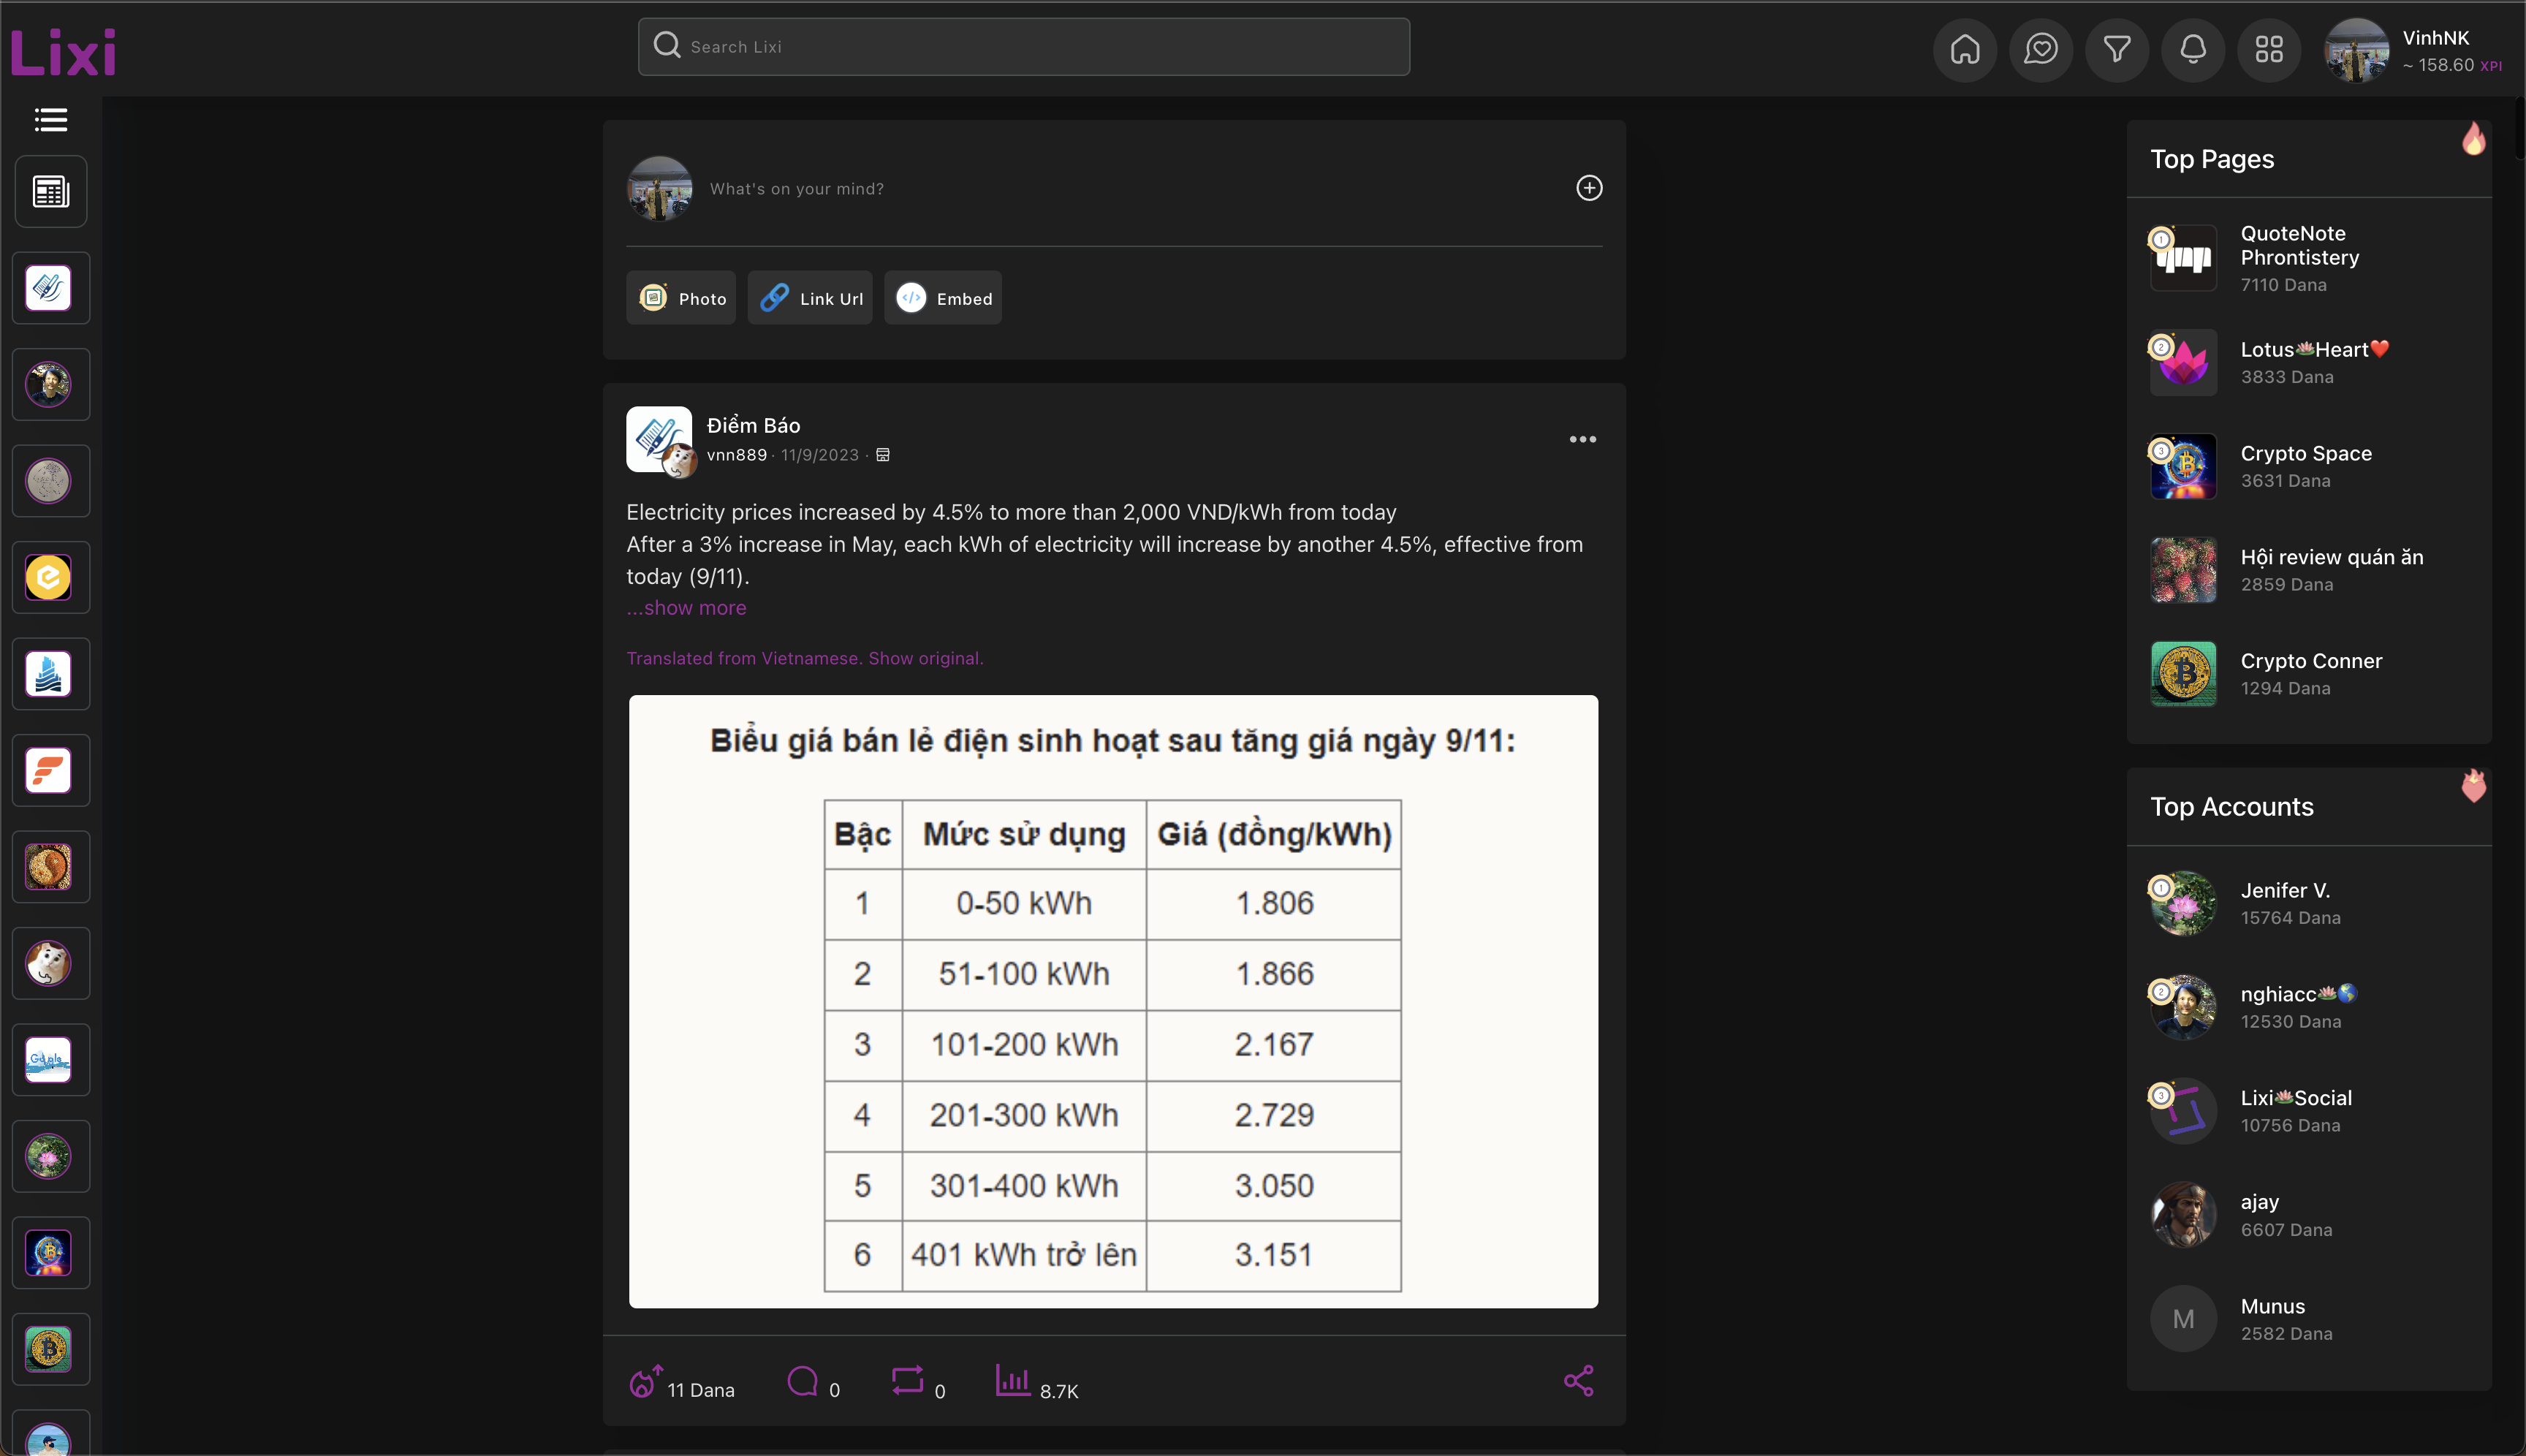 Lixi
Search Lixi
VinhNK
~ 158.60 XPI
What's on your mind?
Photo
Link Url
Embed
Điểm Báo
vnn889 · 11/9/2023 ·
Electricity prices increased by 4.5% to more than 2,000 VND/kWh from today
After a 3% increase in May, each kWh of electricity will increase by another 4.5%, effective from
today (9/11).
...show more
Translated from Vietnamese. Show original.
Biểu giá bán lẻ điện sinh hoạt sau tăng giá ngày 9/11:
Bậc Mức sử dụng Giá (đồng/kWh)
1 0-50 kWh 1.806
2 51-100 kWh 1.866
3 101-200 kWh 2.167
4 201-300 kWh 2.729
5 301-400 kWh 3.050
6 401 kWh trở lên 3.151
11 Dana
0
0
8.7K
Top Pages
1
QuoteNote
Phrontistery
7110 Dana
2
Lotus🪷Heart❤️
3833 Dana
3
Crypto Space
3631 Dana
Hội review quán ăn
2859 Dana
Crypto Conner
1294 Dana
Top Accounts
1
Jenifer V.
15764 Dana
2
nghiacc🪷🌎
12530 Dana
3
Lixi🪷Social
10756 Dana
ajay
6607 Dana
M
Munus
2582 Dana